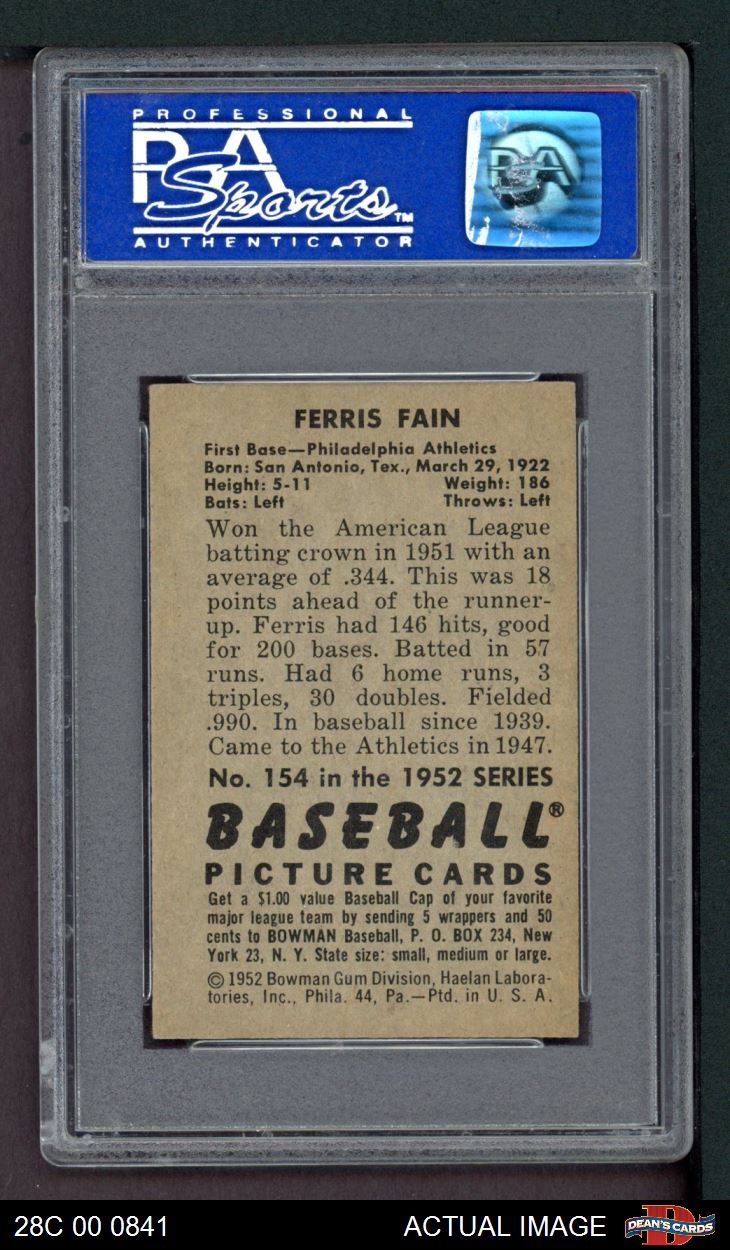 PROFESSIONAL
PSA
Sports™
AUTHENTICATOR
PSA
FERRIS FAIN
First Base—Philadelphia Athletics
Born: San Antonio, Tex., March 29, 1922
Height: 5-11 Weight: 186
Bats: Left Throws: Left
Won the American League
batting crown in 1951 with an
average of .344. This was 18
points ahead of the runner-
up. Ferris had 146 hits, good
for 200 bases. Batted in 57
runs. Had 6 home runs, 3
triples, 30 doubles. Fielded
.990. In baseball since 1939.
Came to the Athletics in 1947.
No. 154 in the 1952 SERIES
BASEBALL®
PICTURE CARDS
Get a $1.00 value Baseball Cap of your favorite
major league team by sending 5 wrappers and 50
cents to BOWMAN Baseball, P. O. BOX 234, New
York 23, N. Y. State size: small, medium or large.
© 1952 Bowman Gum Division, Haelan Labora-
tories, Inc., Phila. 44, Pa.—Ptd. in U. S. A.
28C 00 0841 ACTUAL IMAGE DEAN'S CARDS